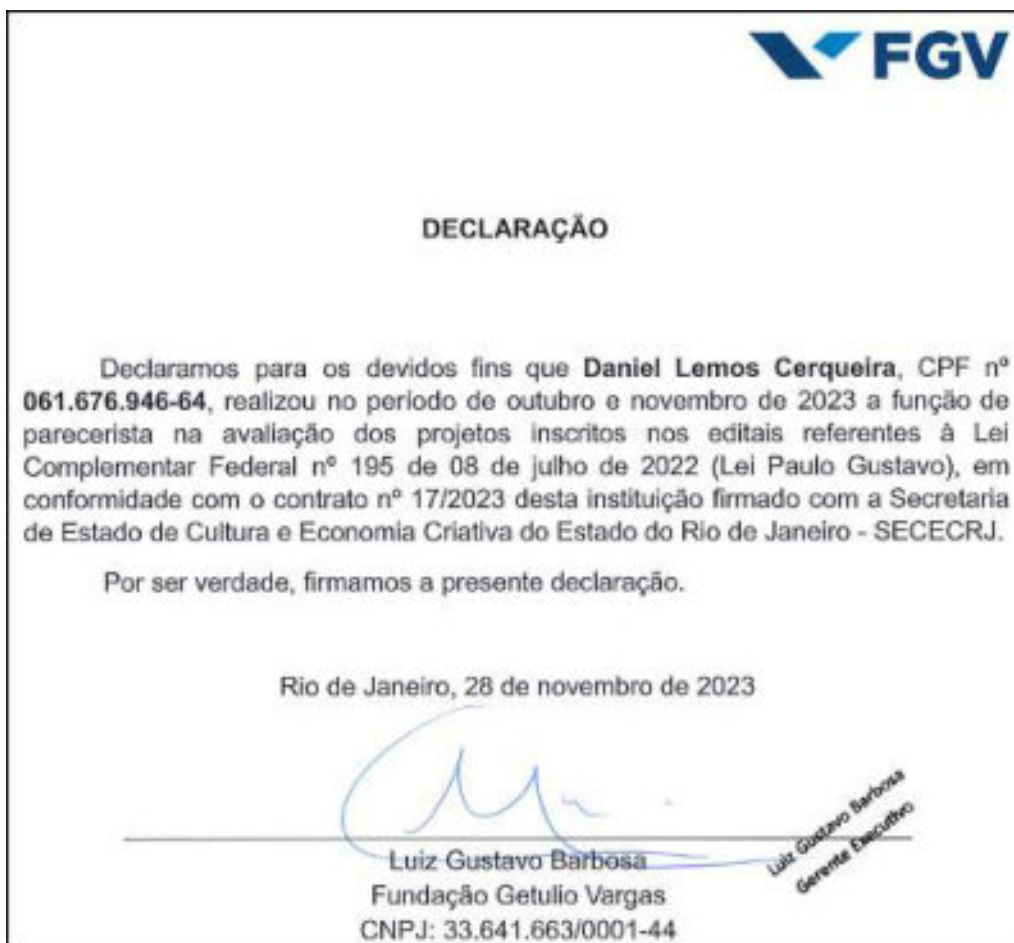 FGV
DECLARAÇÃO
Declaramos para os devidos fins que Daniel Lemos Cerqueira, CPF nº
061.676.946-64, realizou no período de outubro e novembro de 2023 a função de
parecerista na avaliação dos projetos inscritos nos editais referentes à Lei
Complementar Federal nº 195 de 08 de julho de 2022 (Lei Paulo Gustavo), em
conformidade com o contrato nº 17/2023 desta instituição firmado com a Secretaria
de Estado de Cultura e Economia Criativa do Estado do Rio de Janeiro - SECECRJ.
Por ser verdade, firmamos a presente declaração.
Rio de Janeiro, 28 de novembro de 2023
Luiz Gustavo Barbosa
Gerente Executivo
Luiz Gustavo Barbosa
Fundação Getulio Vargas
CNPJ: 33.641.663/0001-44